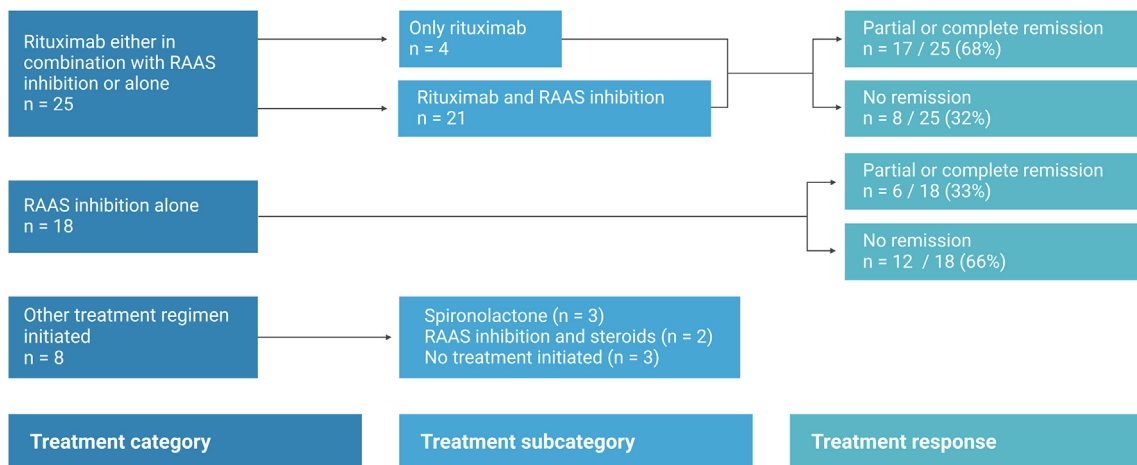 Rituximab either in
combination with RAAS
inhibition or alone
n = 25
Only rituximab
n = 4
Rituximab and RAAS inhibition
n = 21
Partial or complete remission
n = 17 / 25 (68%)
No remission
n = 8 / 25 (32%)
RAAS inhibition alone
n = 18
Partial or complete remission
n = 6 / 18 (33%)
No remission
n = 12 / 18 (66%)
Other treatment regimen
initiated
n = 8
Spironolactone (n = 3)
RAAS inhibition and steroids (n = 2)
No treatment initiated (n = 3)
Treatment category
Treatment subcategory
Treatment response